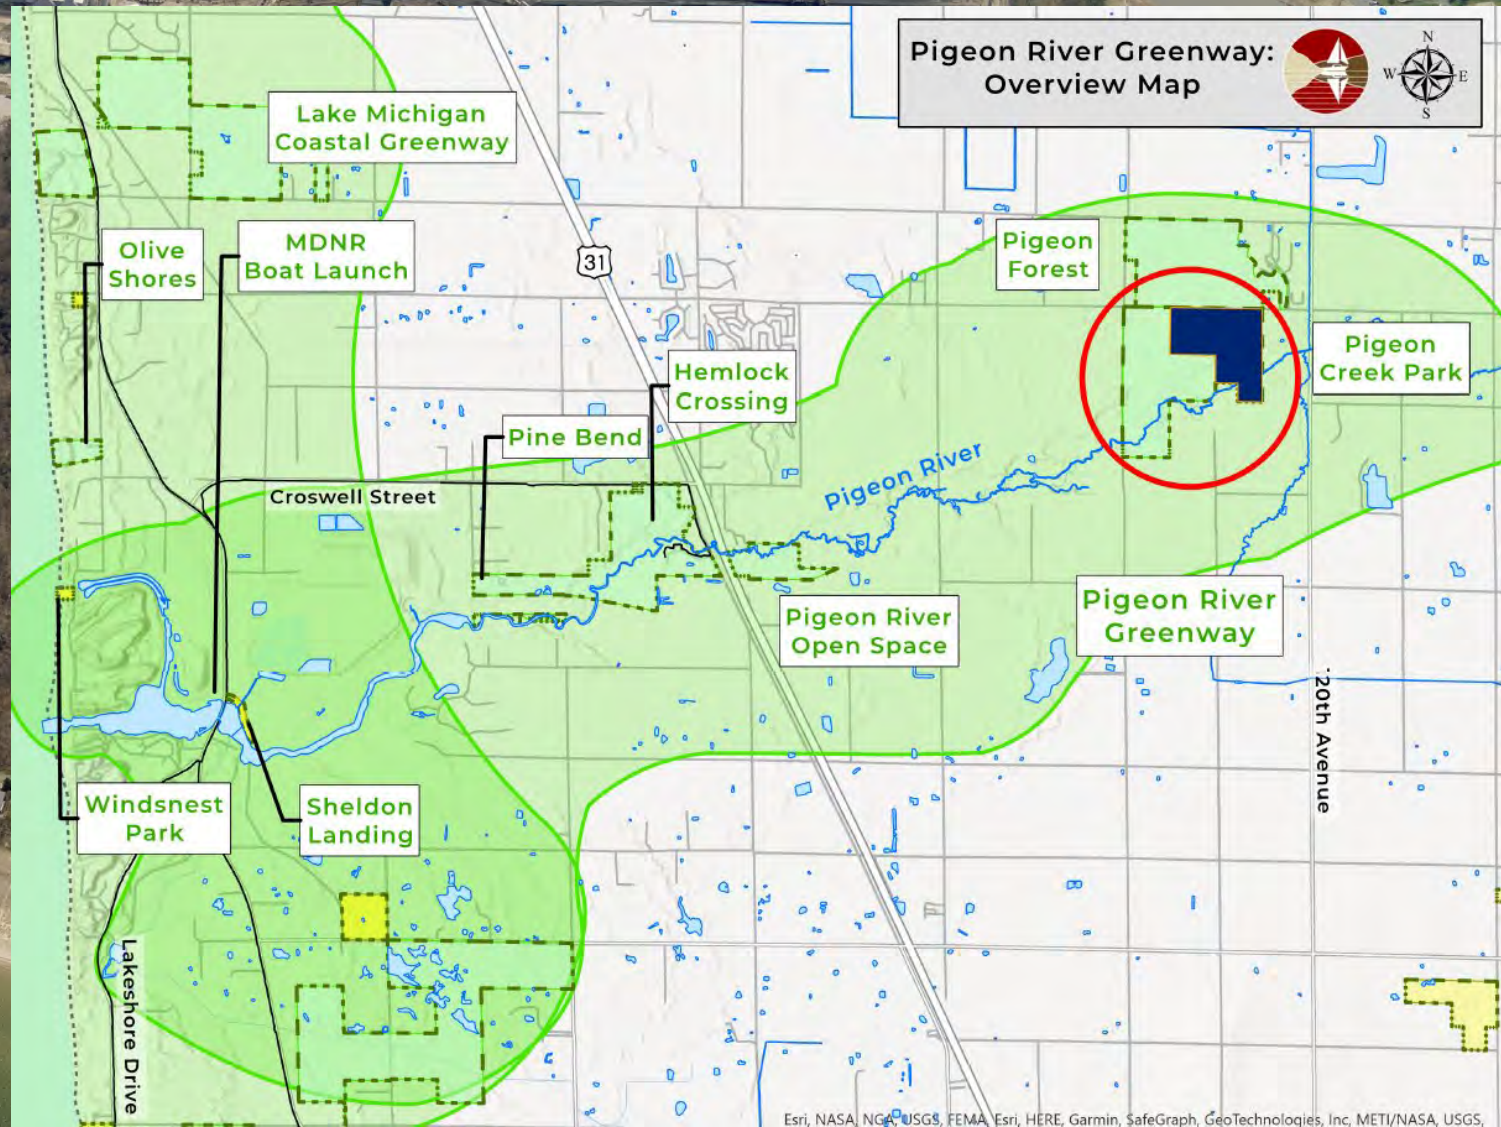 Pigeon River Greenway:
Overview Map
N
W
E
S
Lake Michigan
Coastal Greenway
Olive
Shores
MDNR
Boat Launch
31
Pigeon
Forest
Hemlock
Crossing
Pigeon
Creek Park
Pine Bend
Croswell Street
Pigeon River
Pigeon River
Open Space
Pigeon River
Greenway
20th Avenue
Windsnest
Park
Sheldon
Landing
Lakeshore Drive
Esri, NASA, NGA, USGS, FEMA, Esri, HERE, Garmin, SafeGraph, GeoTechnologies, Inc, METI/NASA, USGS,